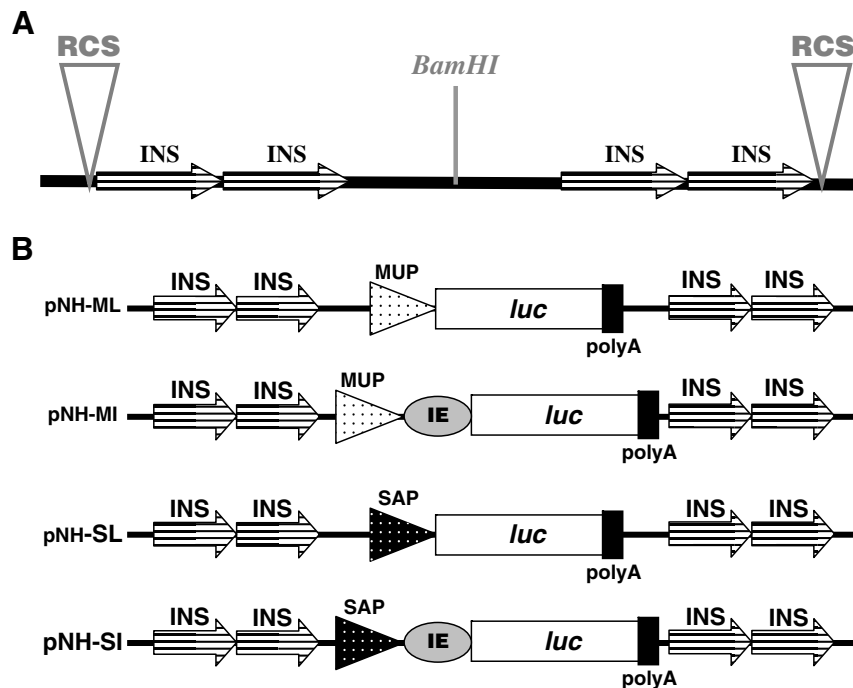 A
RCS BamHI RCS
INS INS INS INS
B
MUP
pNH-ML INS INS luc INS INS
polyA
MUP
pNH-MI INS INS IE luc INS INS
polyA
SAP
pNH-SL INS INS luc INS INS
polyA
SAP
pNH-SI INS INS IE luc INS INS
polyA